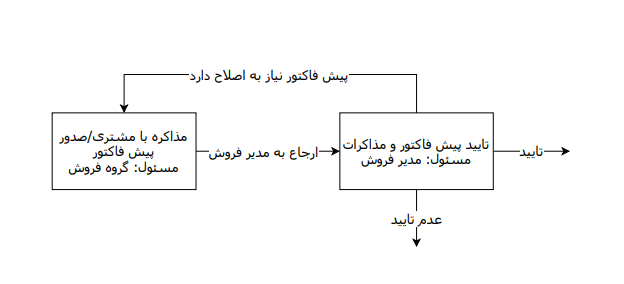 پیش فاکتور نیاز به اصلاح دارد
مذاکره با مشتری/صدور
پیش فاکتور
مسئول: گروه فروش
ارجاع به مدیر فروش
تایید پیش فاکتور و مذاکرات
مسئول: مدیر فروش
تایید
عدم تایید